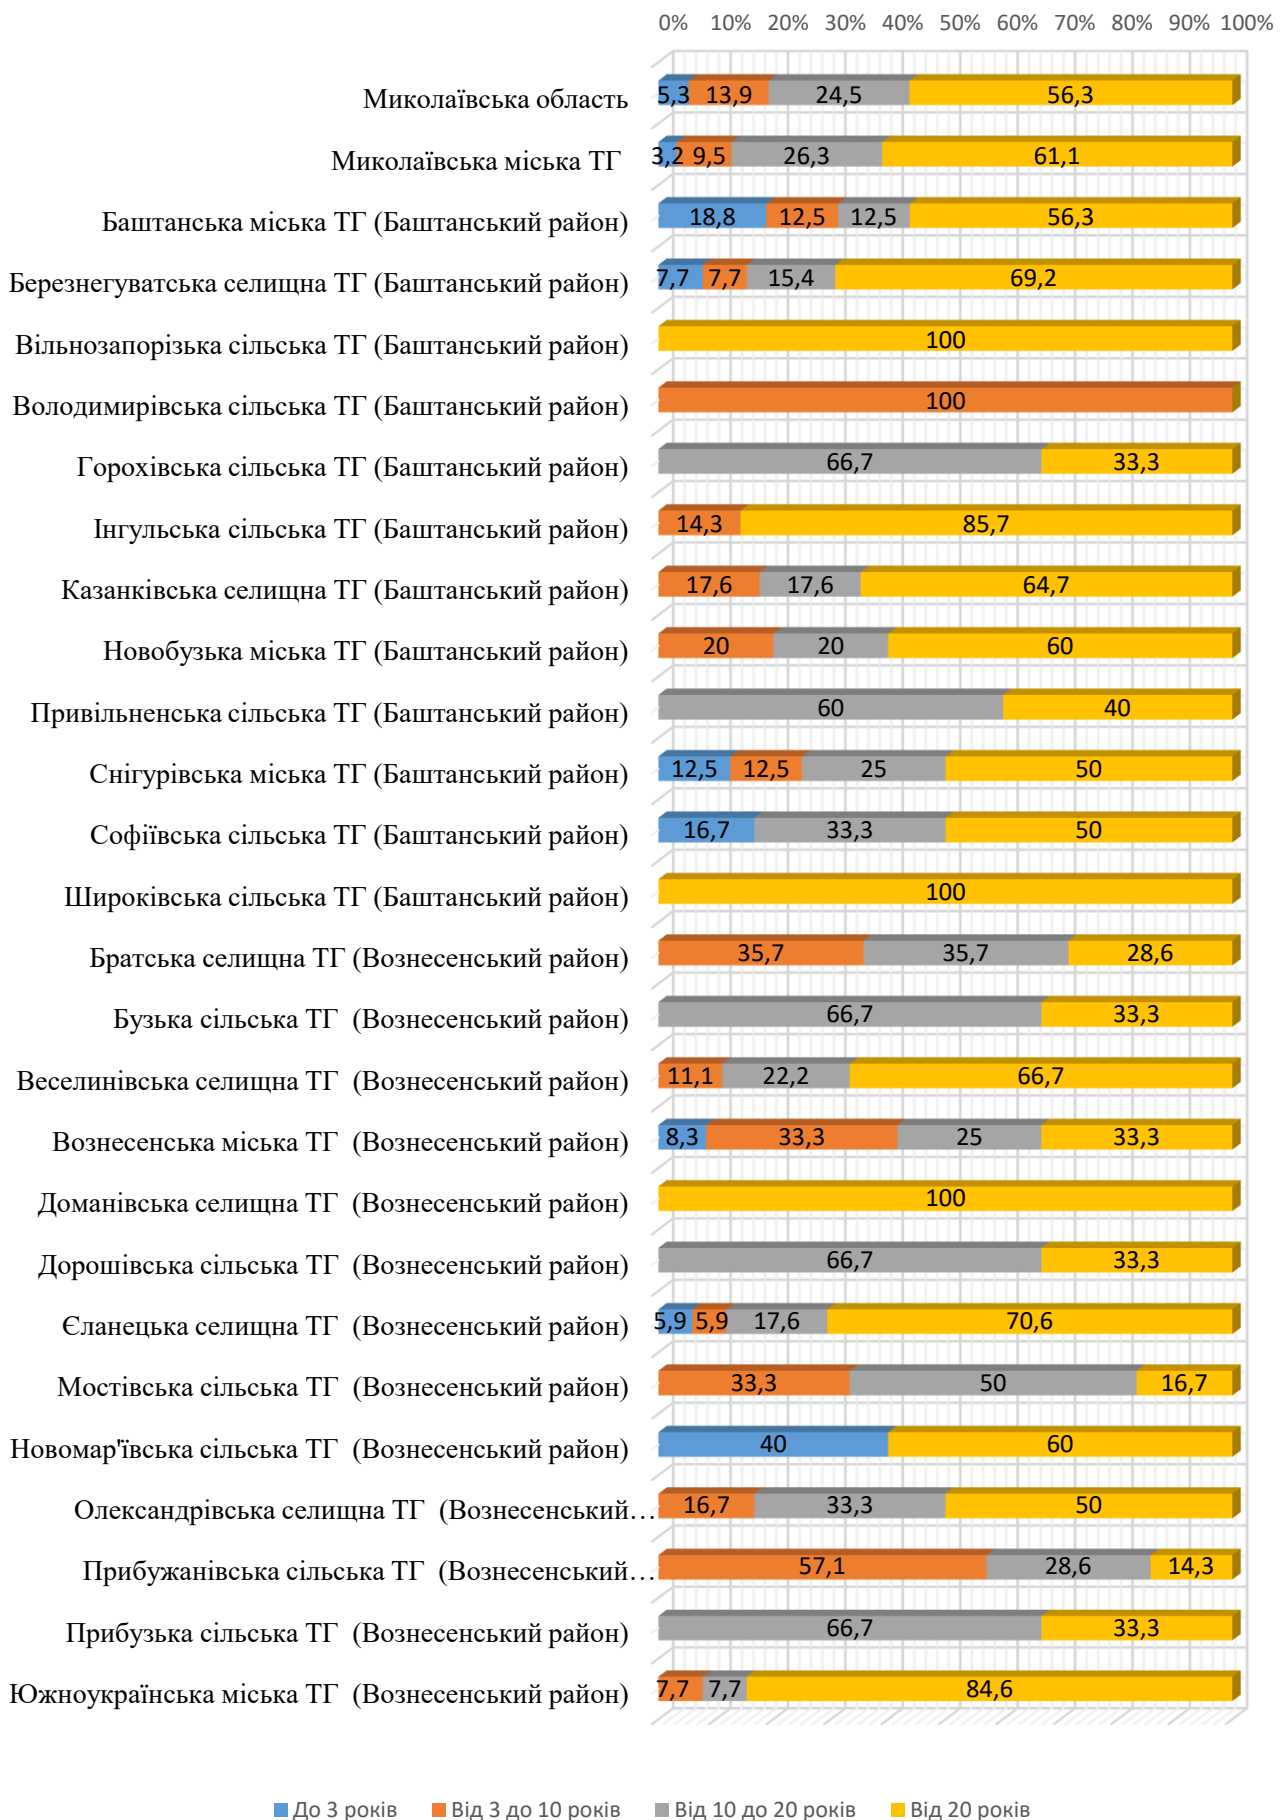 0% 10% 20% 30% 40% 50% 60% 70% 80% 90% 100%
Миколаївська область 5,3 13,9 24,5 56,3
Миколаївська міська ТГ 3,2 9,5 26,3 61,1
Баштанська міська ТГ (Баштанський район) 18,8 12,5 12,5 56,3
Березнегуватська селищна ТГ (Баштанський район) 7,7 7,7 15,4 69,2
Вільнозапорізька сільська ТГ (Баштанський район) 100
Володимирівська сільська ТГ (Баштанський район) 100
Горохівська сільська ТГ (Баштанський район) 66,7 33,3
Інгульська сільська ТГ (Баштанський район) 14,3 85,7
Казанківська селищна ТГ (Баштанський район) 17,6 17,6 64,7
Новобузька міська ТГ (Баштанський район) 20 20 60
Привільненська сільська ТГ (Баштанський район) 60 40
Снігурівська міська ТГ (Баштанський район) 12,5 12,5 25 50
Софіївська сільська ТГ (Баштанський район) 16,7 33,3 50
Широківська сільська ТГ (Баштанський район) 100
Братська селищна ТГ (Вознесенський район) 35,7 35,7 28,6
Бузька сільська ТГ (Вознесенський район) 66,7 33,3
Веселинівська селищна ТГ (Вознесенський район) 11,1 22,2 66,7
Вознесенська міська ТГ (Вознесенський район) 8,3 33,3 25 33,3
Доманівська селищна ТГ (Вознесенський район) 100
Дорошівська сільська ТГ (Вознесенський район) 66,7 33,3
Єланецька селищна ТГ (Вознесенський район) 5,9 5,9 17,6 70,6
Мостівська сільська ТГ (Вознесенський район) 33,3 50 16,7
Новомар'ївська сільська ТГ (Вознесенський район) 40 60
Олександрівська селищна ТГ (Вознесенський… 16,7 33,3 50
Прибужанівська сільська ТГ (Вознесенський… 57,1 28,6 14,3
Прибузька сільська ТГ (Вознесенський район) 66,7 33,3
Южноукраїнська міська ТГ (Вознесенський район) 7,7 7,7 84,6
До 3 років Від 3 до 10 років Від 10 до 20 років Від 20 років